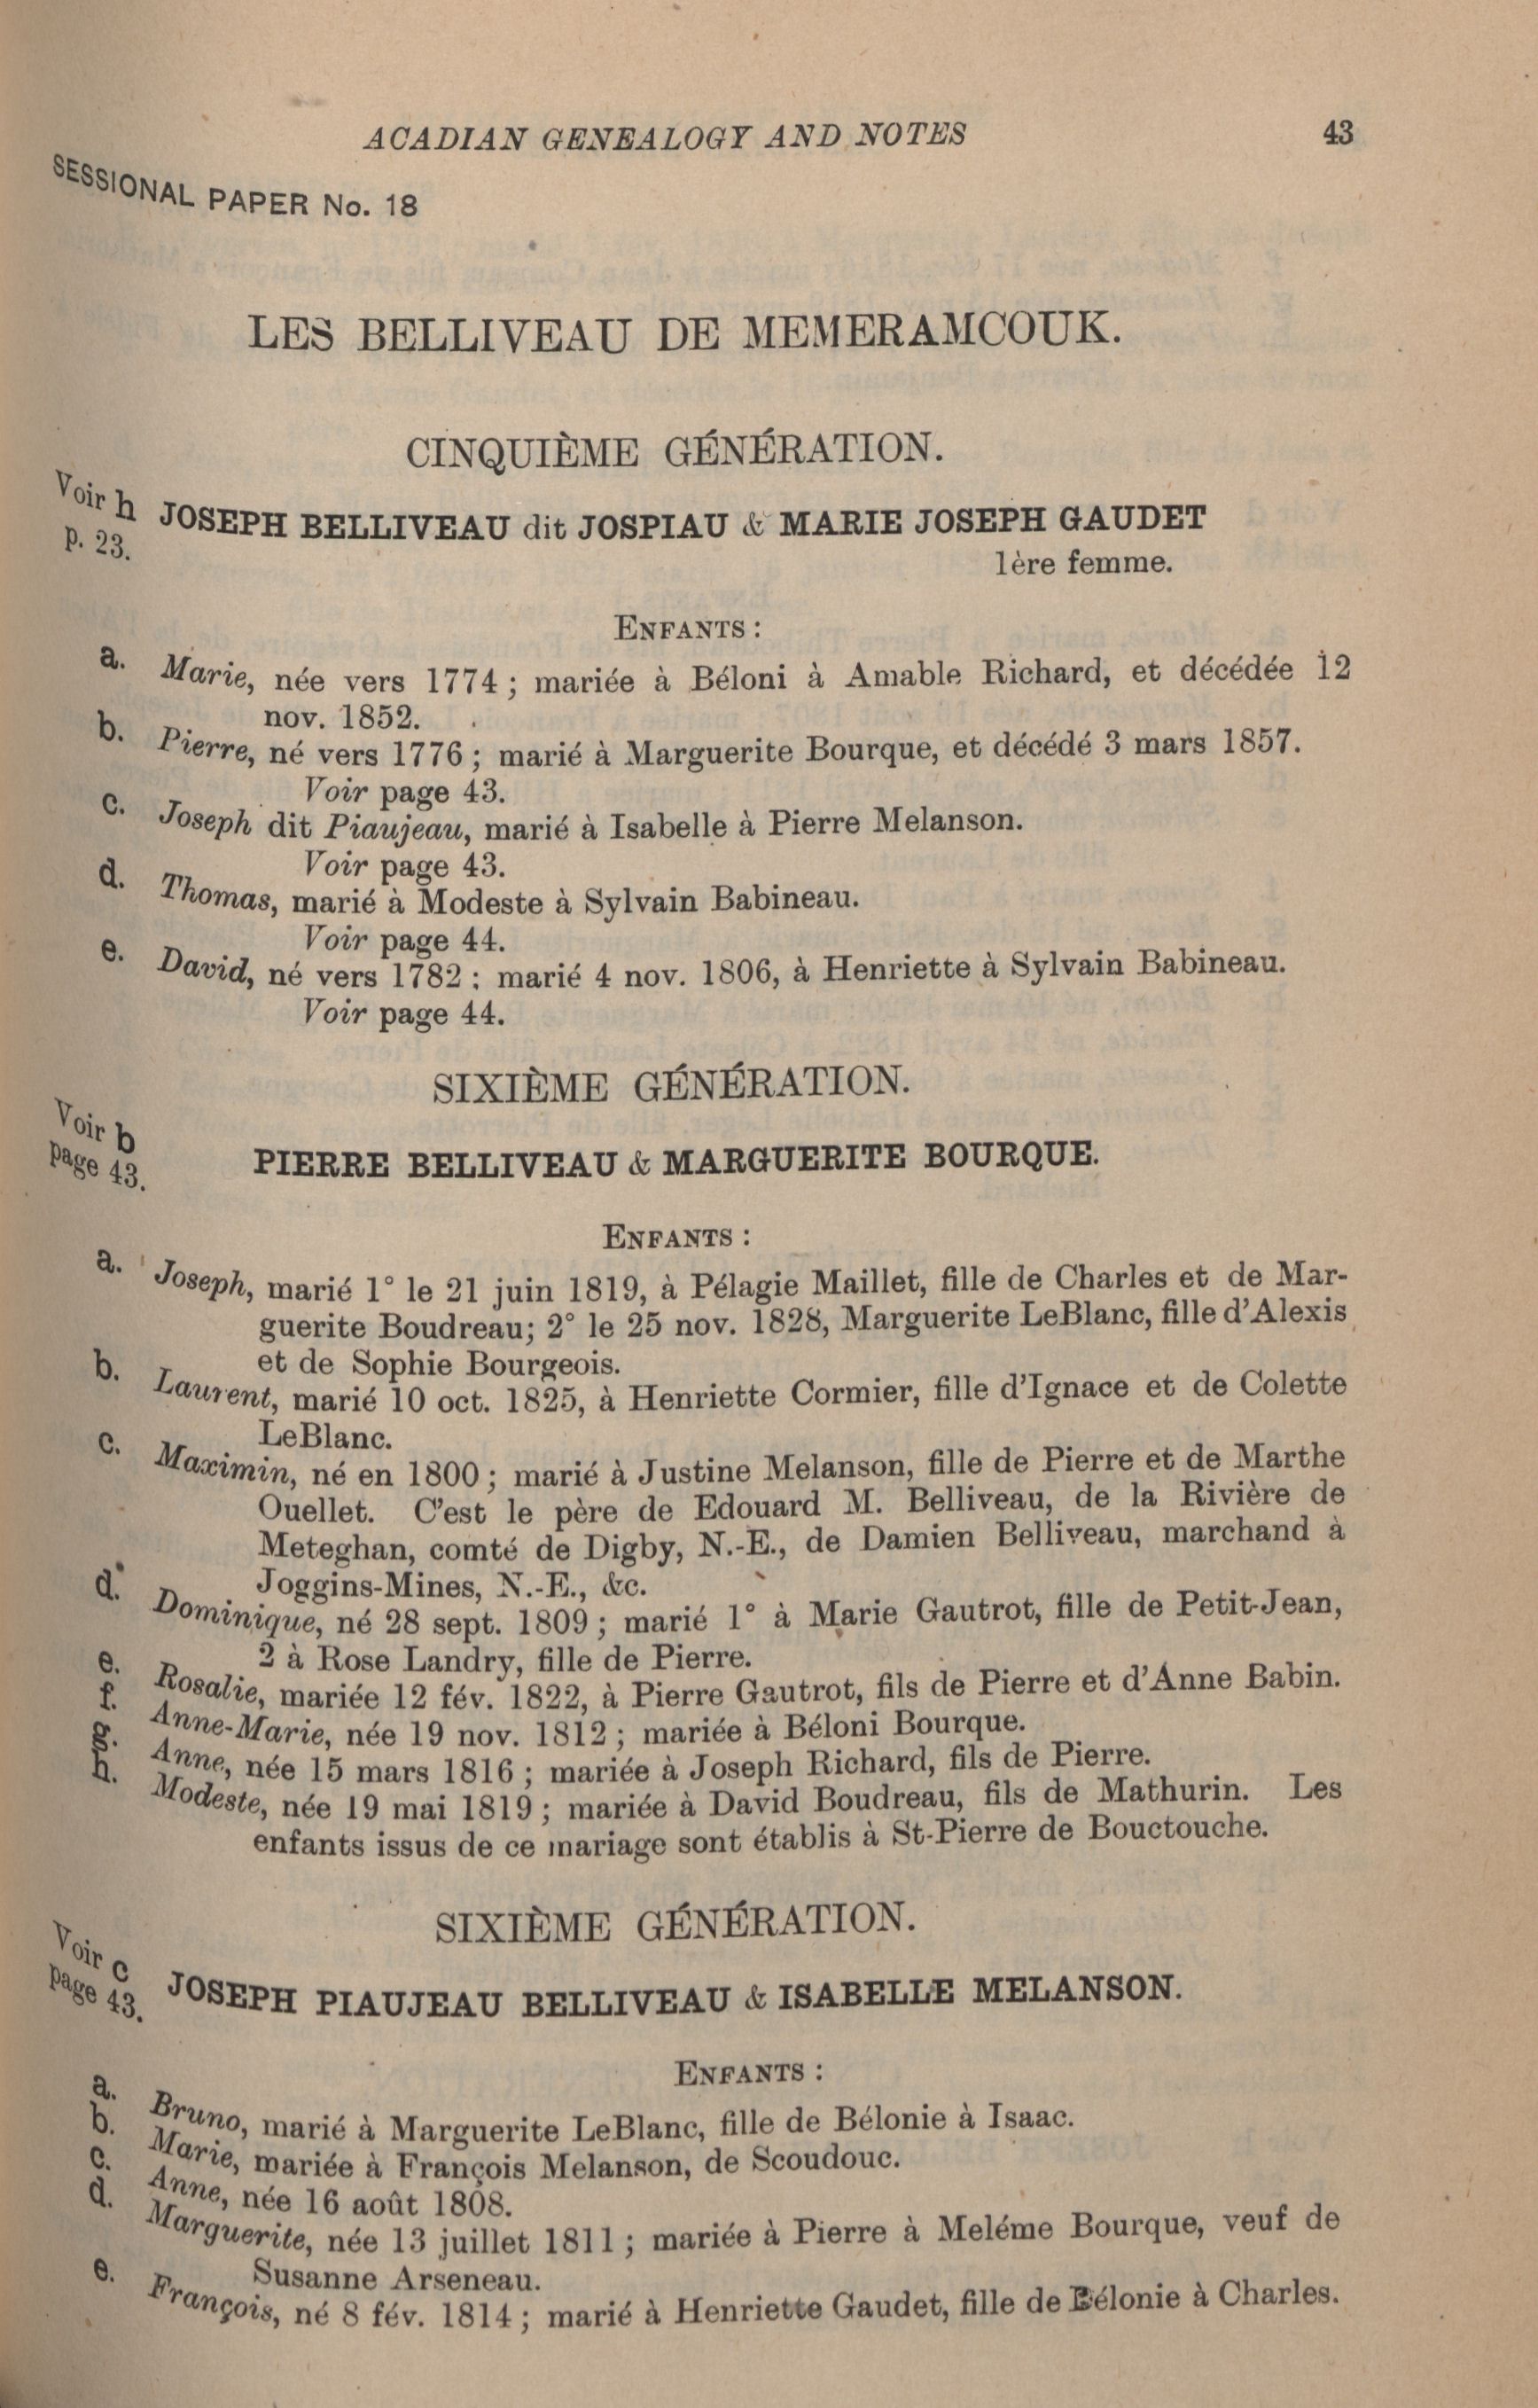 ACADIAN GENEALOGY AND NOTES 43
SESSIONAL PAPER No. 18
LES BELLIVEAU DE MEMERAMCOUK.
CINQUIÈME GÉNÉRATION.
Voir h JOSEPH BELLIVEAU dit JOSPIAU & MARIE JOSEPH GAUDET
p. 23. 1ère femme.
ENFANTS :
a. Marie, née vers 1774 ; mariée à Béloni à Amable Richard, et décédée 12
nov. 1852.
b. Pierre, né vers 1776 ; marié à Marguerite Bourque, et décédé 3 mars 1857.
Voir page 43.
c. Joseph dit Piaujeau, marié à Isabelle à Pierre Melanson.
Voir page 43.
d. Thomas, marié à Modeste à Sylvain Babineau.
Voir page 44.
e. David, né vers 1782 : marié 4 nov. 1806, à Henriette à Sylvain Babineau.
Voir page 44.
SIXIÈME GÉNÉRATION.
Voir b
page 43. PIERRE BELLIVEAU & MARGUERITE BOURQUE.
ENFANTS :
a. Joseph, marié 1° le 21 juin 1819, à Pélagie Maillet, fille de Charles et de Mar-
guerite Boudreau; 2° le 25 nov. 1828, Marguerite LeBlanc, fille d'Alexis
et de Sophie Bourgeois.
b. Laurent, marié 10 oct. 1825, à Henriette Cormier, fille d'Ignace et de Colette
LeBlanc.
c. Maximin, né en 1800 ; marié à Justine Melanson, fille de Pierre et de Marthe
Ouellet. C'est le père de Edouard M. Belliveau, de la Rivière de
Meteghan, comté de Digby, N.-E., de Damien Belliveau, marchand à
Joggins-Mines, N.-E., &c.
d. Dominique, né 28 sept. 1809 ; marié 1° à Marie Gautrot, fille de Petit-Jean,
2 à Rose Landry, fille de Pierre.
e. Rosalie, mariée 12 fév. 1822, à Pierre Gautrot, fils de Pierre et d'Anne Babin.
f. Anne-Marie, née 19 nov. 1812 ; mariée à Béloni Bourque.
g. Anne, née 15 mars 1816 ; mariée à Joseph Richard, fils de Pierre.
h. Modeste, née 19 mai 1819 ; mariée à David Boudreau, fils de Mathurin. Les
enfants issus de ce mariage sont établis à St-Pierre de Bouctouche.
SIXIÈME GÉNÉRATION.
Voir c
page 43. JOSEPH PIAUJEAU BELLIVEAU & ISABELLE MELANSON.
ENFANTS :
a. Bruno, marié à Marguerite LeBlanc, fille de Bélonie à Isaac.
b. Marie, mariée à François Melanson, de Scoudouc.
c. Anne, née 16 août 1808.
d. Marguerite, née 13 juillet 1811 ; mariée à Pierre à Meléme Bourque, veuf de
Susanne Arseneau.
e. François, né 8 fév. 1814 ; marié à Henriette Gaudet, fille de Bélonie à Charles.